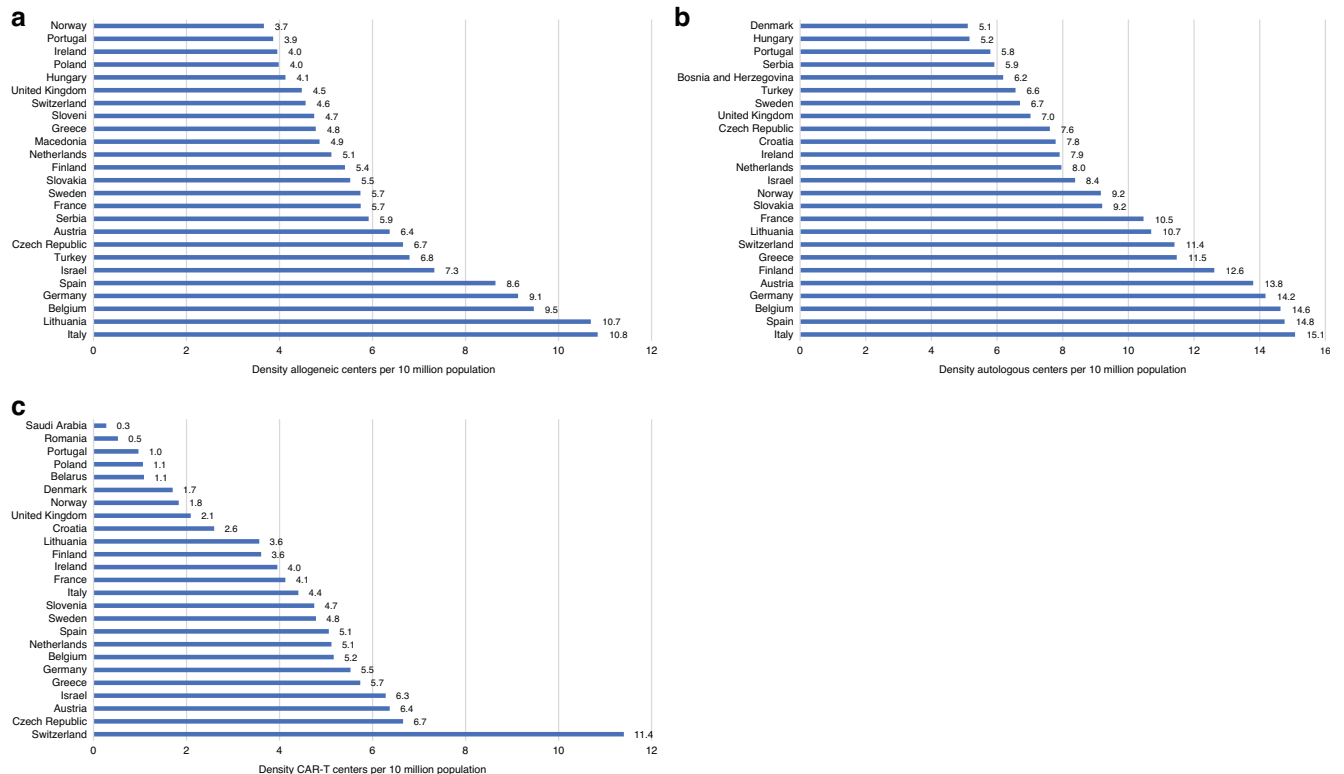 a
Norway 3.7
Portugal 3.9
Ireland 4.0
Poland 4.0
Hungary 4.1
United Kingdom 4.5
Switzerland 4.6
Sloveni 4.7
Greece 4.8
Macedonia 4.9
Netherlands 5.1
Finland 5.4
Slovakia 5.5
Sweden 5.7
France 5.7
Serbia 5.9
Austria 6.4
Czech Republic 6.7
Turkey 6.8
Israel 7.3
Spain 8.6
Germany 9.1
Belgium 9.5
Lithuania 10.7
Italy 10.8
0 2 4 6 8 10 12
Density allogeneic centers per 10 million population
b
Denmark 5.1
Hungary 5.2
Portugal 5.8
Serbia 5.9
Bosnia and Herzegovina 6.2
Turkey 6.6
Sweden 6.7
United Kingdom 7.0
Czech Republic 7.6
Croatia 7.8
Ireland 7.9
Netherlands 8.0
Israel 8.4
Norway 9.2
Slovakia 9.2
France 10.5
Lithuania 10.7
Switzerland 11.4
Greece 11.5
Finland 12.6
Austria 13.8
Germany 14.2
Belgium 14.6
Spain 14.8
Italy 15.1
0 2 4 6 8 10 12 14 16
Density autologous centers per 10 million population
c
Saudi Arabia 0.3
Romania 0.5
Portugal 1.0
Poland 1.1
Belarus 1.1
Denmark 1.7
Norway 1.8
United Kingdom 2.1
Croatia 2.6
Lithuania 3.6
Finland 3.6
Ireland 4.0
France 4.1
Italy 4.4
Slovenia 4.7
Sweden 4.8
Spain 5.1
Netherlands 5.1
Belgium 5.2
Germany 5.5
Greece 5.7
Israel 6.3
Austria 6.4
Czech Republic 6.7
Switzerland 11.4
0 2 4 6 8 10 12
Density CAR-T centers per 10 million population